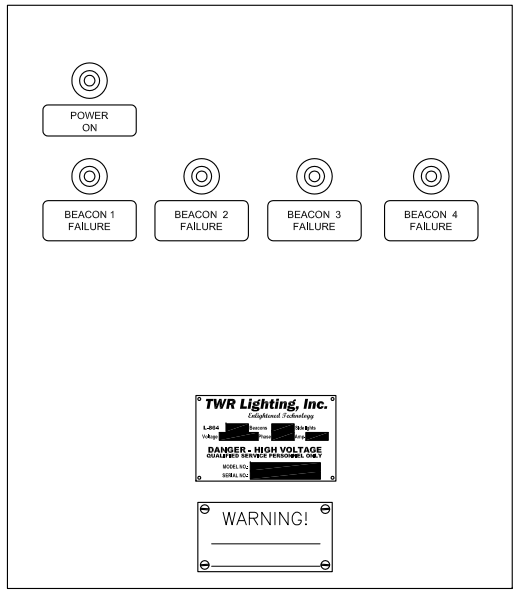 POWER
ON
BEACON 1
FAILURE
BEACON 2
FAILURE
BEACON 3
FAILURE
BEACON 4
FAILURE
TWR Lighting, Inc.
Enlightened Technology
L-864 Beacons Sidelights
Voltage Phase Amp
DANGER - HIGH VOLTAGE
QUALIFIED SERVICE PERSONNEL ONLY
MODEL NO.:
SERIAL NO.:
WARNING!